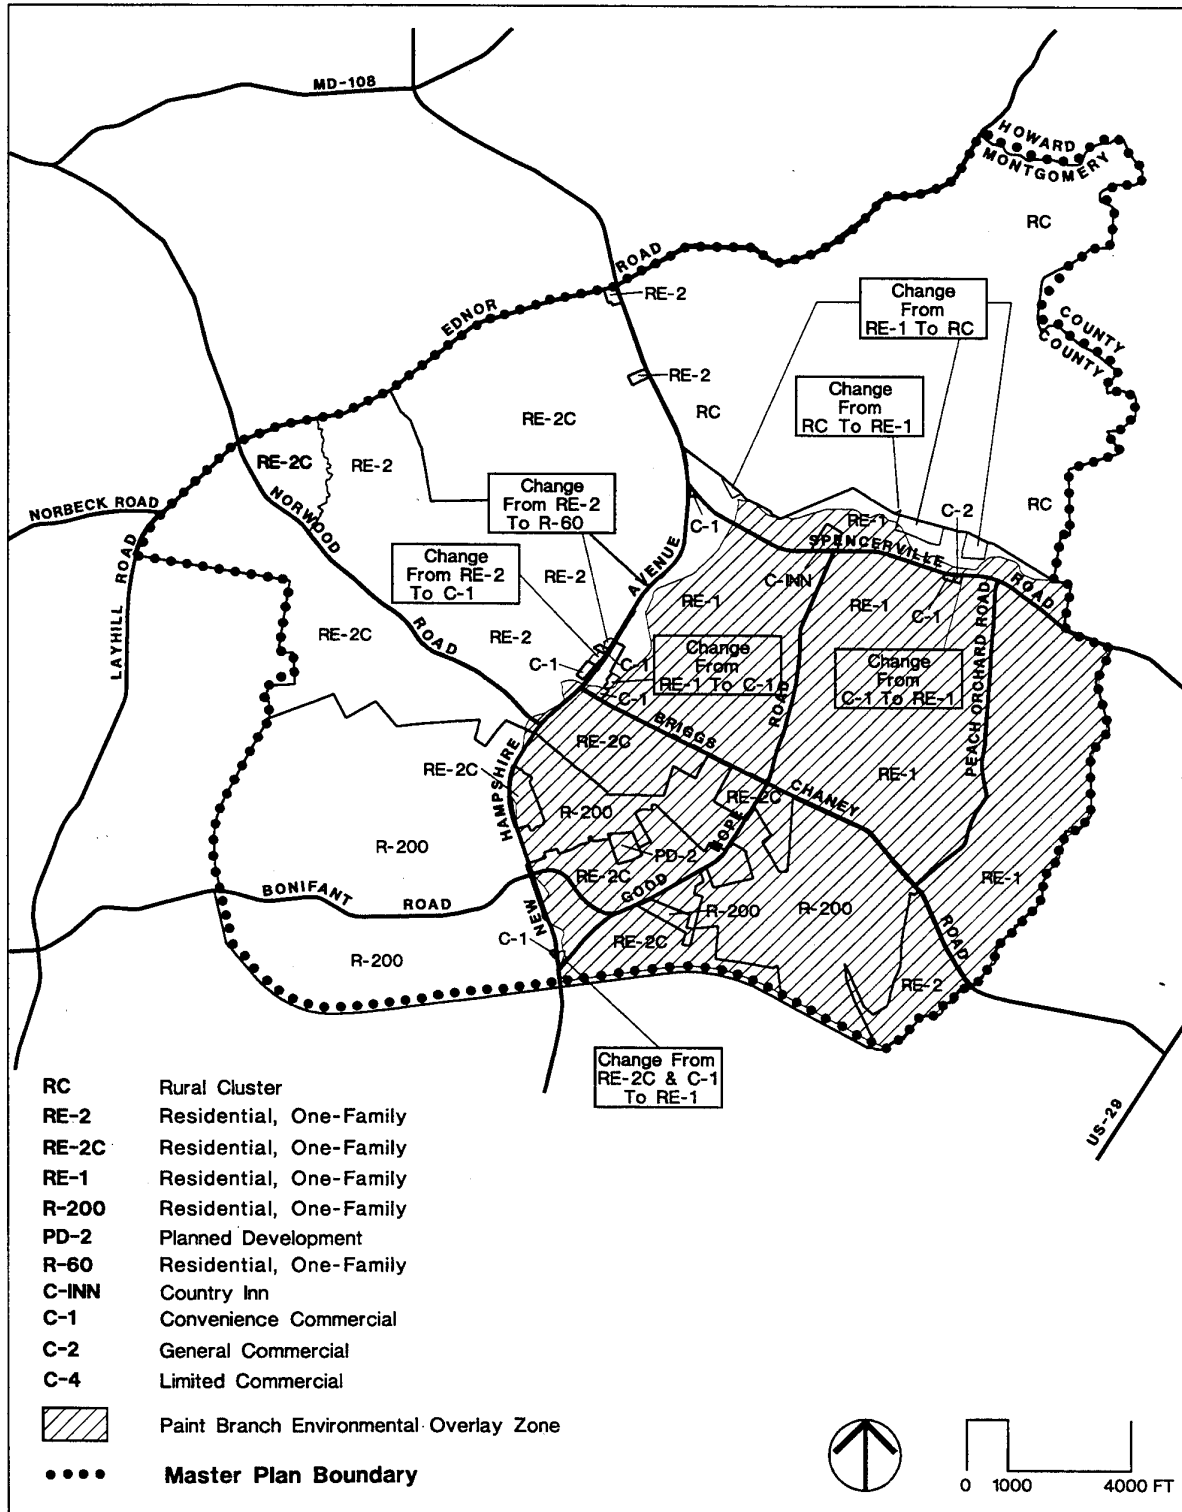 MD-108
HOWARD
MONTGOMERY
RC
Change
From
RE-1 To RC
ROAD
RE-2
EDNOR
COUNTY
COUNTY
RE-2
RE-2C
RC
Change
From
RC To RE-1
RE-2C
RE-2
Change
From RE-2
To R-60
RC
C-2
NORBECK ROAD
NORWOOD
C-1
RE-1
SPENCERVILLE
ROAD
Change
From RE-2
To C-1
AVENUE
RE-2
C-INN
RE-1
RE-1
C-1
LAYHILL ROAD
RE-2C
ROAD
RE-2
C-1
C-1
C-1
Change
From
RE-1 To C-1
ROAD
Change
From
C-1 To RE-1
PEACH ORCHARD ROAD
BRIGGS
RE-2C
HAMPSHIRE
RE-2C
RE-1
RE-2C
CHANEY
R-200
R-200
HOPE
PD-2
RE-2C
GOOD
RE-1
BONIFANT
ROAD
NEW
R-200
R-200
ROAD
C-1
RE-2C
R-200
RE-2
Change From
RE-2C & C-1
To RE-1
US-29
RC Rural Cluster
RE-2 Residential, One-Family
RE-2C Residential, One-Family
RE-1 Residential, One-Family
R-200 Residential, One-Family
PD-2 Planned Development
R-60 Residential, One-Family
C-INN Country Inn
C-1 Convenience Commercial
C-2 General Commercial
C-4 Limited Commercial
Paint Branch Environmental Overlay Zone
Master Plan Boundary
0 1000 4000 FT